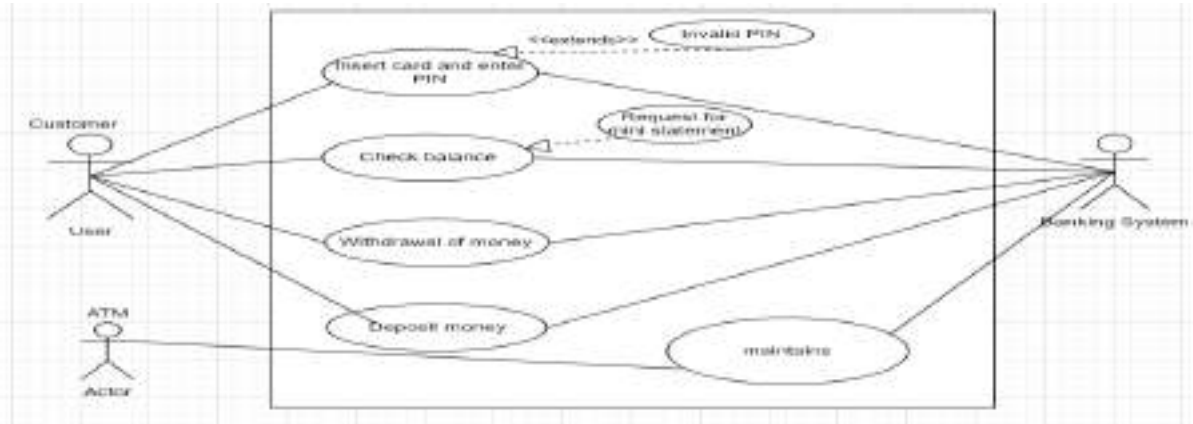 <<extends>>
Invalid PIN
Insert card and enter
PIN
Request for
mini statement
Customer
Check balance
User
Banking System
Withdrawal of money
ATM
Deposit money
maintains
Actor